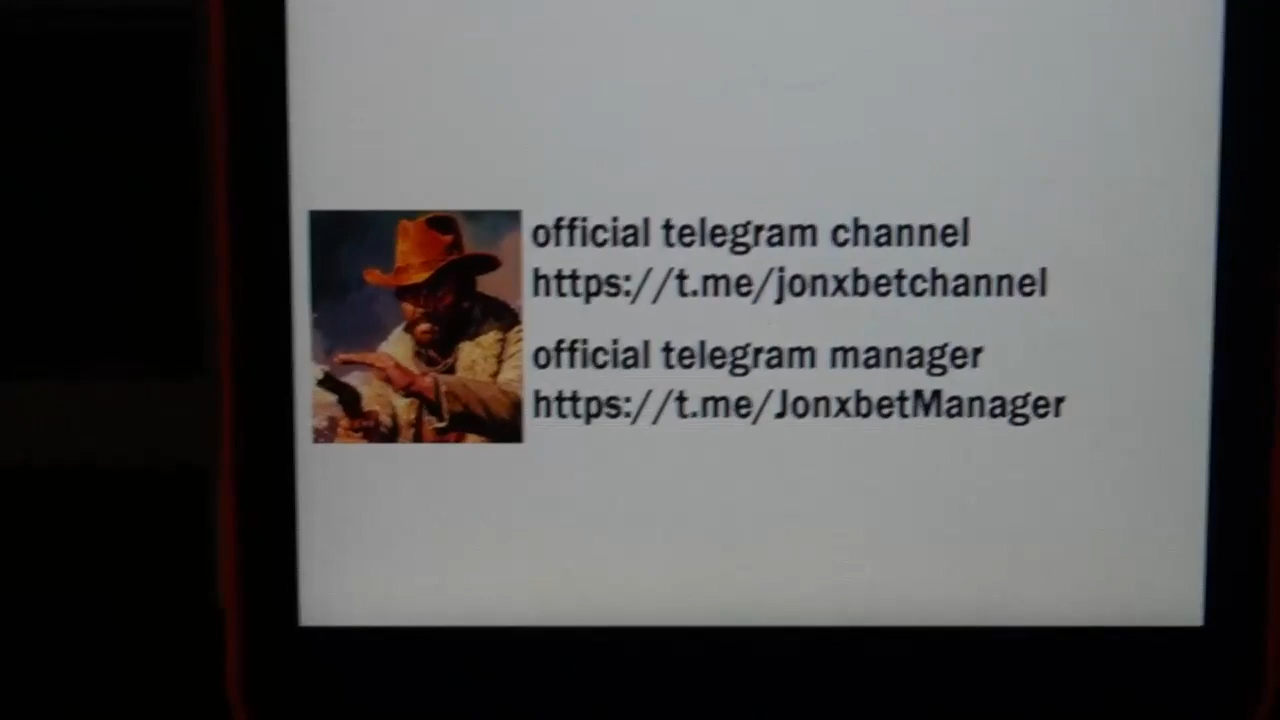 official telegram channel
https://t.me/jonxbetchannel
official telegram manager
https://t.me/JonxbetManager